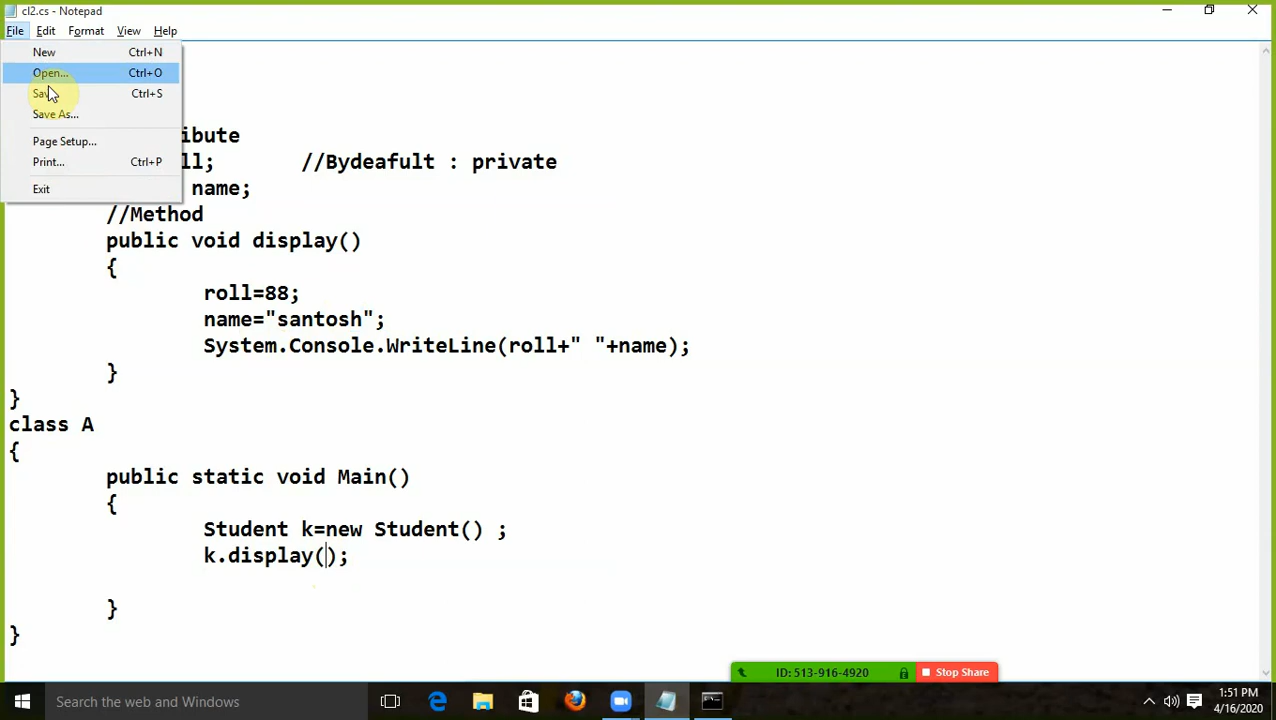 cl2.cs - Notepad
File Edit Format View Help
New Ctrl+N
Open... Ctrl+O
Ctrl+S
Save As...
Page Setup...
Print... Ctrl+P
Exit
ibute
ll; //Bydeafult : private
name;
//Method
public void display()
{
roll=88;
name="santosh";
System.Console.WriteLine(roll+" "+name);
}
}
class A
{
public static void Main()
{
Student k=new Student() ;
k.display();
}
}
ID: 513-916-4920 Stop Share
Search the web and Windows
1:51 PM
4/16/2020